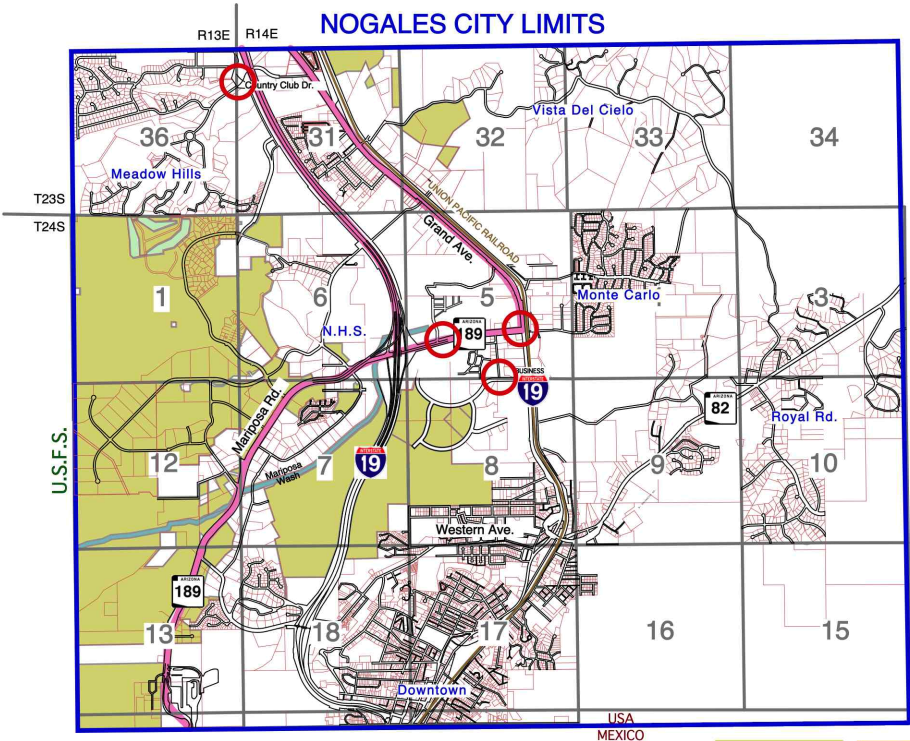 NOGALES CITY LIMITS
R13E
R14E
Country Club Dr.
36
31
32
Vista Del Cielo
33
34
Meadow Hills
T23S
T24S
UNION PACIFIC RAILROAD
Grand Ave.
1
6
5
Monte Carlo
3
N.H.S.
ARIZONA
189
BUSINESS
INTERSTATE
19
ARIZONA
82
Royal Rd.
Mariposa Rd.
U.S.F.S.
12
Mariposa
Wash
7
INTERSTATE
19
8
9
10
Western Ave.
ARIZONA
189
13
18
17
16
15
Downtown
USA
MEXICO